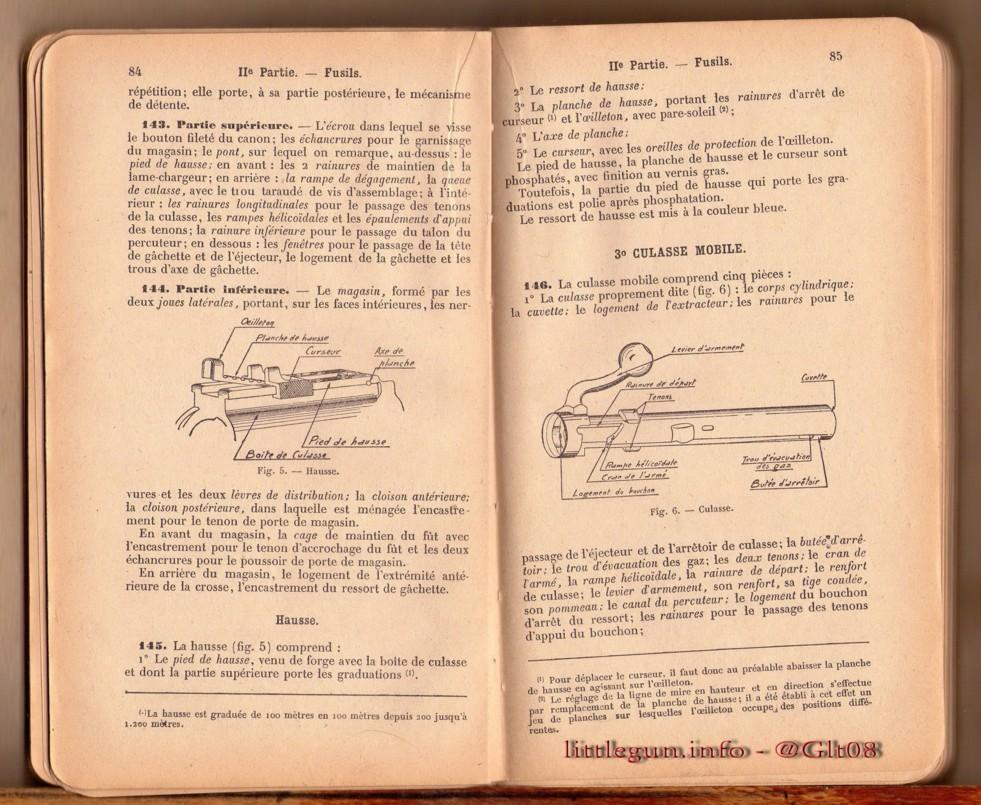 84
IIe Partie. — Fusils.
répétition; elle porte, à sa partie postérieure, le mécanisme
de détente.
143. Partie supérieure. — L'écrou dans lequel se visse
le bouton fileté du canon; les échancrures pour le garnissage
du magasin; le pont, sur lequel on remarque, au-dessus : le
pied de hausse; en avant : les 2 rainures de maintien de la
lame-chargeur; en arrière : la rampe de dégagement, la queue
de culasse, avec le trou taraudé de vis d'assemblage; à l'inté-
rieur : les rainures longitudinales pour le passage des tenons
de la culasse, les rampes hélicoïdales et les épaulements d'appui
des tenons; la rainure inférieure pour le passage du talon du
percuteur; en dessous : les fenêtres pour le passage de la tête
de gâchette et de l'éjecteur, le logement de la gâchette et les
trous d'axe de gâchette.
144. Partie inférieure. — Le magasin, formé par les
deux joues latérales, portant, sur les faces intérieures, les ner-
Œilleton
Planche de hausse
Curseur
Axe de
planche
Pied de hausse
Boite de Culasse
Fig. 5. — Hausse.
vures et les deux lèvres de distribution; la cloison antérieure;
la cloison postérieure, dans laquelle est ménagée l'encastre-
ment pour le tenon de porte de magasin.
En avant du magasin, la cage de maintien du fût avec
l'encastrement pour le tenon d'accrochage du fût et les deux
échancrures pour le poussoir de porte de magasin.
En arrière du magasin, le logement de l'extrémité anté-
rieure de la crosse, l'encastrement du ressort de gâchette.
Hausse.
145. La hausse (fig. 5) comprend :
1° Le pied de hausse, venu de forge avec la boîte de culasse
et dont la partie supérieure porte les graduations (1).
(1) La hausse est graduée de 100 mètres en 100 mètres depuis 200 jusqu'à
1.200 mètres.
IIe Partie. — Fusils.
85
2° Le ressort de hausse;
3° La planche de hausse, portant les rainures d'arrêt de
curseur (1) et l'œilleton, avec pare-soleil (2);
4° L'axe de planche;
5° Le curseur, avec les oreilles de protection de l'œilleton.
Le pied de hausse, la planche de hausse et le curseur sont
phosphatés, avec finition au vernis gras.
Toutefois, la partie du pied de hausse qui porte les gra-
duations est polie après phosphatation.
Le ressort de hausse est mis à la couleur bleue.
3o CULASSE MOBILE.
146. La culasse mobile comprend cinq pièces :
1° La culasse proprement dite (fig. 6) : le corps cylindrique;
la cuvette; le logement de l'extracteur; les rainures pour le
Levier d'armement
Rainure de départ
Tenons
Cuvette
Rampe hélicoïdale
Cran de l'armé
Logement du bouchon
Trou d'évacuation
des gaz
Butée d'arrêtoir
Fig. 6. — Culasse.
passage de l'éjecteur et de l'arrêtoir de culasse; la butée d'arrê-
toir; le trou d'évacuation des gaz; les deux tenons; le cran de
l'armé, la rampe hélicoïdale, la rainure de départ; le renfort
de culasse; le levier d'armement, son renfort, sa tige coudée,
son pommeau; le canal du percuteur; le logement du bouchon
d'arrêt du ressort; les rainures pour le passage des tenons
d'appui du bouchon;
(1) Pour déplacer le curseur, il faut donc au préalable abaisser la planche
de hausse en agissant sur l'œilleton.
(2) Le réglage de la ligne de mire en hauteur et en direction s'effectue
par remplacement de la planche de hausse; il a été établi à cet effet un
jeu de planches sur lesquelles l'œilleton occupe des positions diffé-
rentes.
littlegun.info - @Glt08